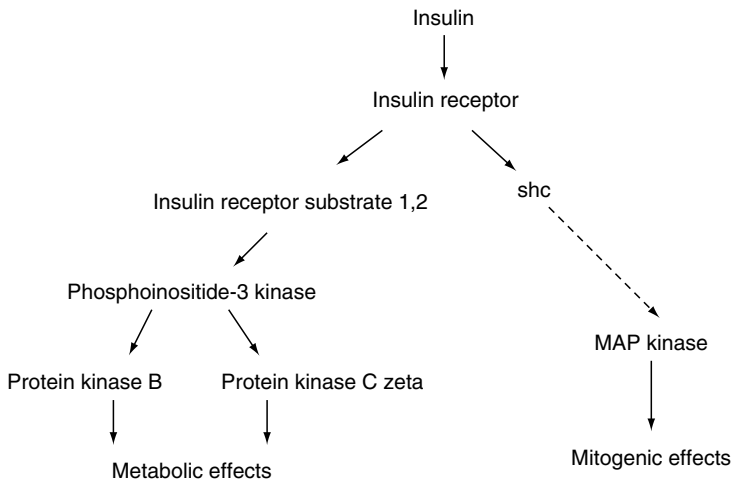 Insulin
Insulin receptor
Insulin receptor substrate 1,2
shc
Phosphoinositide-3 kinase
MAP kinase
Protein kinase B
Protein kinase C zeta
Metabolic effects
Mitogenic effects